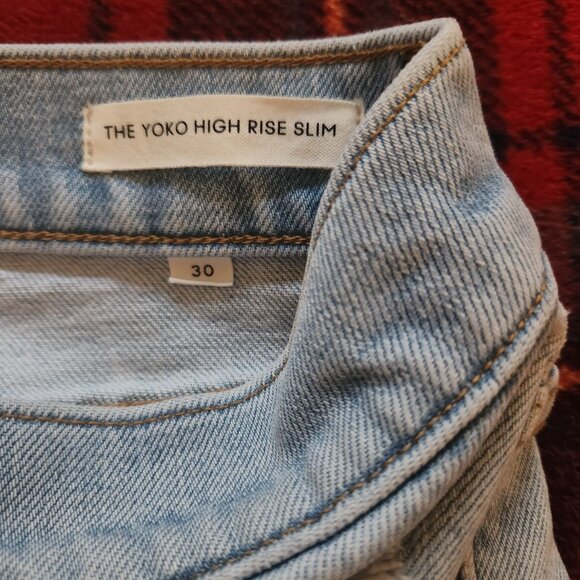 THE YOKO HIGH RISE SLIM
30